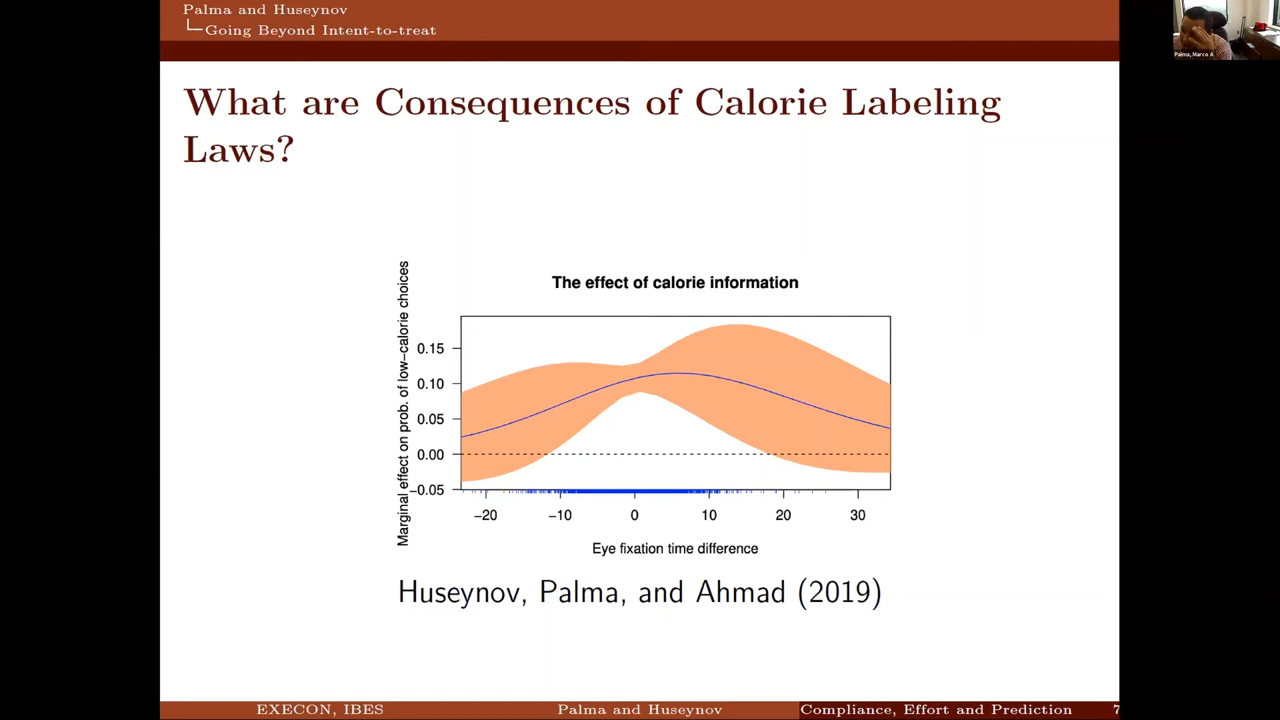 Palma and Huseynov
Going Beyond Intent-to-treat
Palma, Marco A
What are Consequences of Calorie Labeling
Laws?
The effect of calorie information
Marginal effect on prob. of low−calorie choices
0.15
0.10
0.05
0.00
−0.05
−20 −10 0 10 20 30
Eye fixation time difference
Huseynov, Palma, and Ahmad (2019)
EXECON, IBES Palma and Huseynov Compliance, Effort and Prediction 7